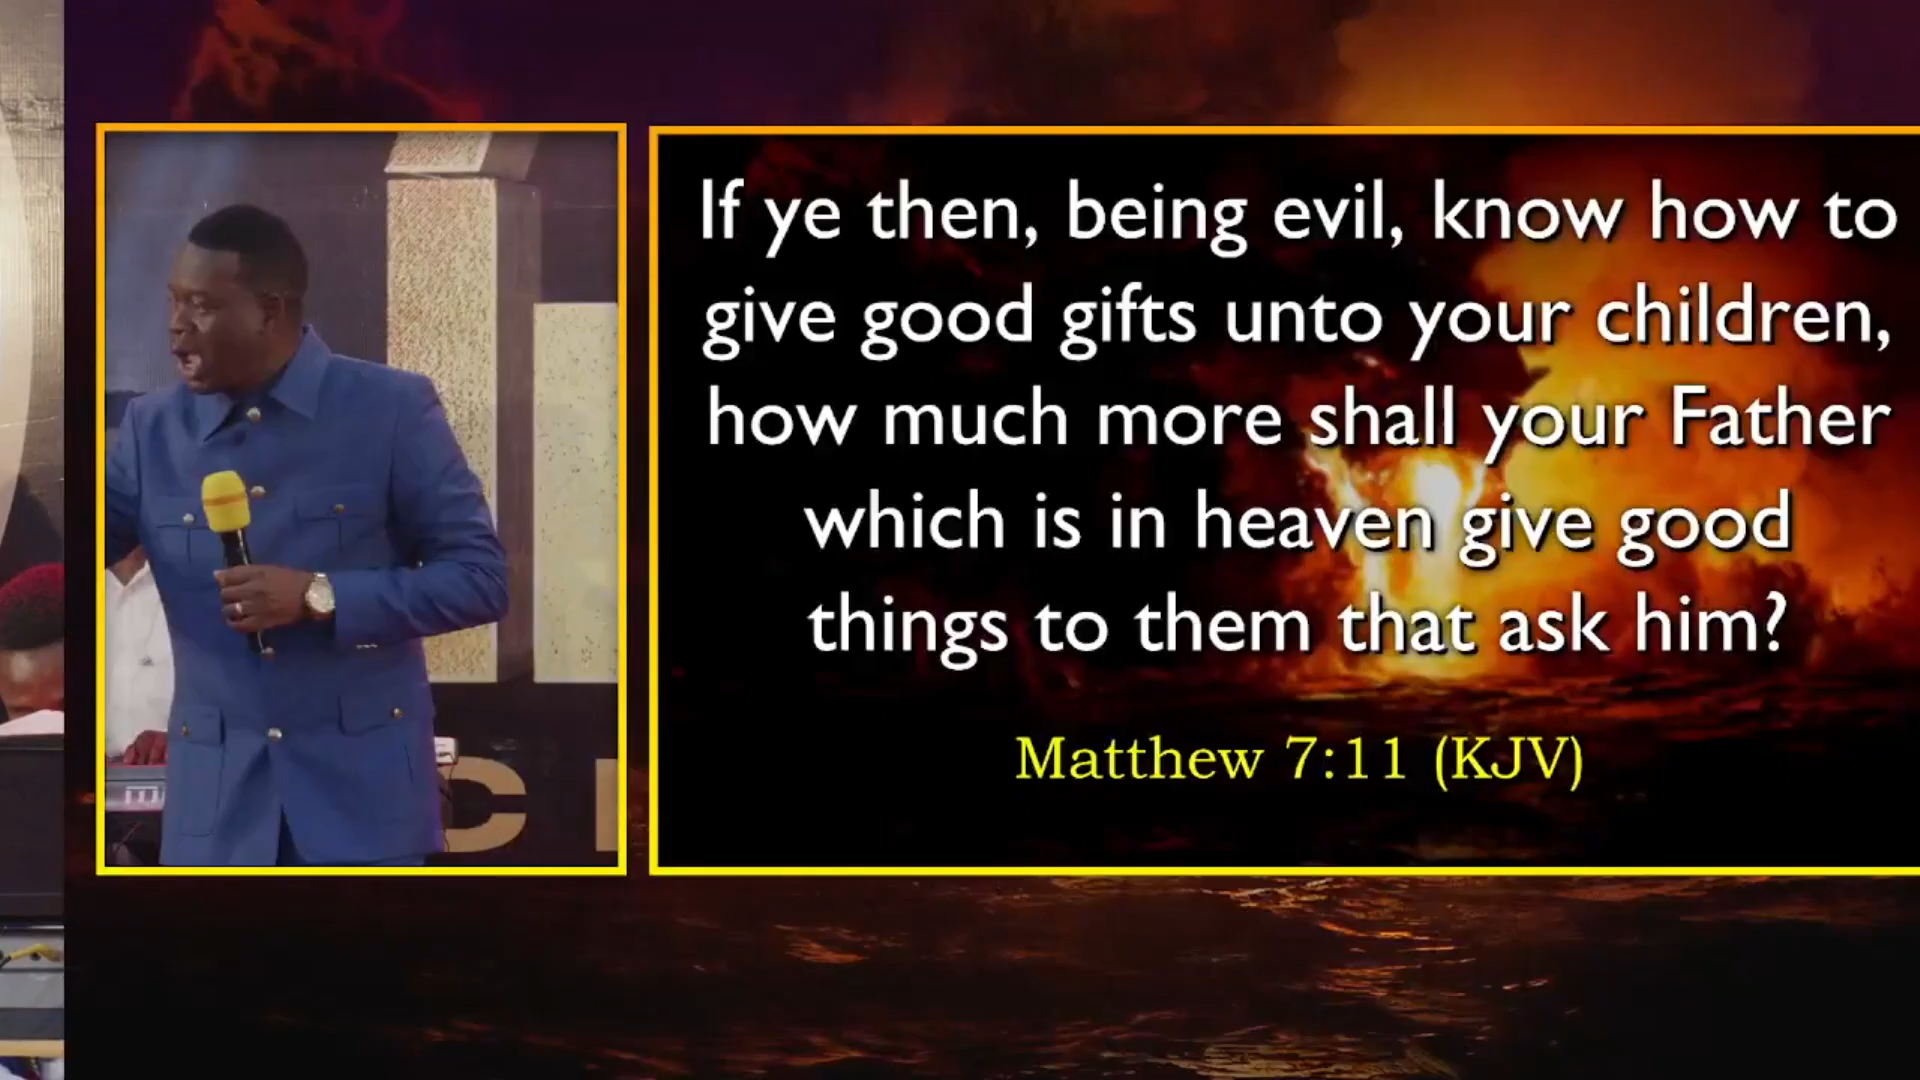 If ye then, being evil, know how to
give good gifts unto your children,
how much more shall your Father
which is in heaven give good
things to them that ask him?
Matthew 7:11 (KJV)